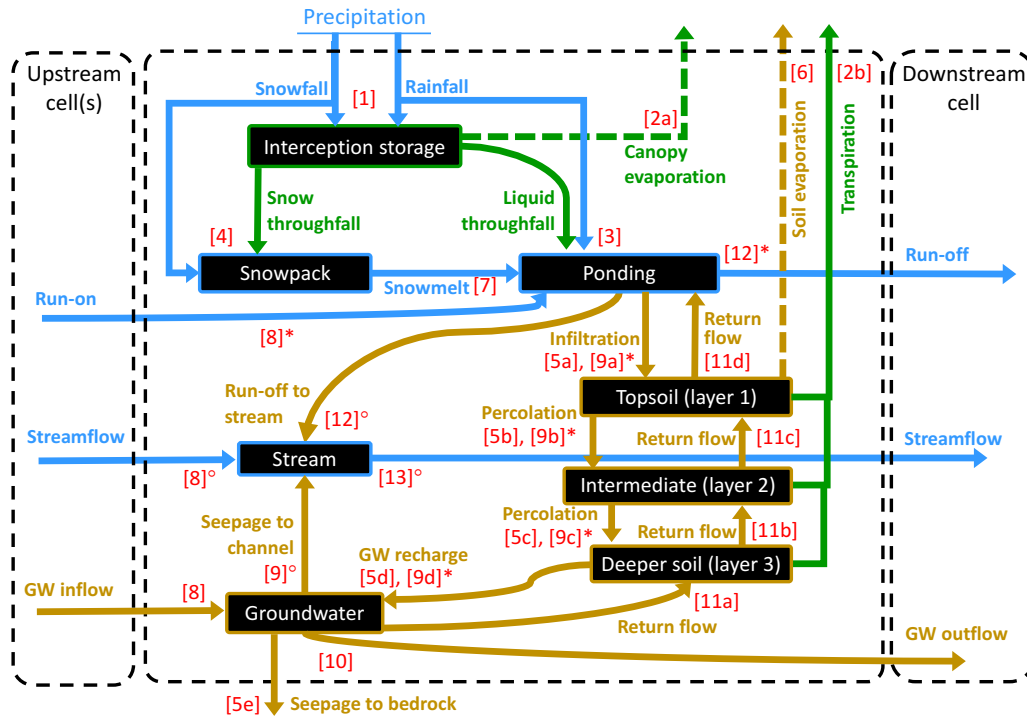 Precipitation
Upstream
cell(s)
Downstream
cell
Snowfall
[1]
Rainfall
[6]
[2b]
[2a]
Interception storage
Canopy
evaporation
Soil evaporation
Transpiration
Snow
throughfall
Liquid
throughfall
[4]
[3]
[12]*
Snowpack
Ponding
Run-off
Snowmelt
[7]
Run-on
[8]*
Infiltration
[5a], [9a]*
Return
flow
[11d]
Run-off to
stream
Topsoil (layer 1)
[12]°
Percolation
[5b], [9b]*
Return flow
[11c]
Streamflow
Streamflow
[8]°
Stream
[13]°
Intermediate (layer 2)
Seepage to
channel
[9]°
Percolation
[5c], [9c]*
Return flow
[11b]
GW recharge
[5d], [9d]*
Deeper soil (layer 3)
GW inflow
[8]
Groundwater
[11a]
Return flow
GW outflow
[10]
[5e]
Seepage to bedrock